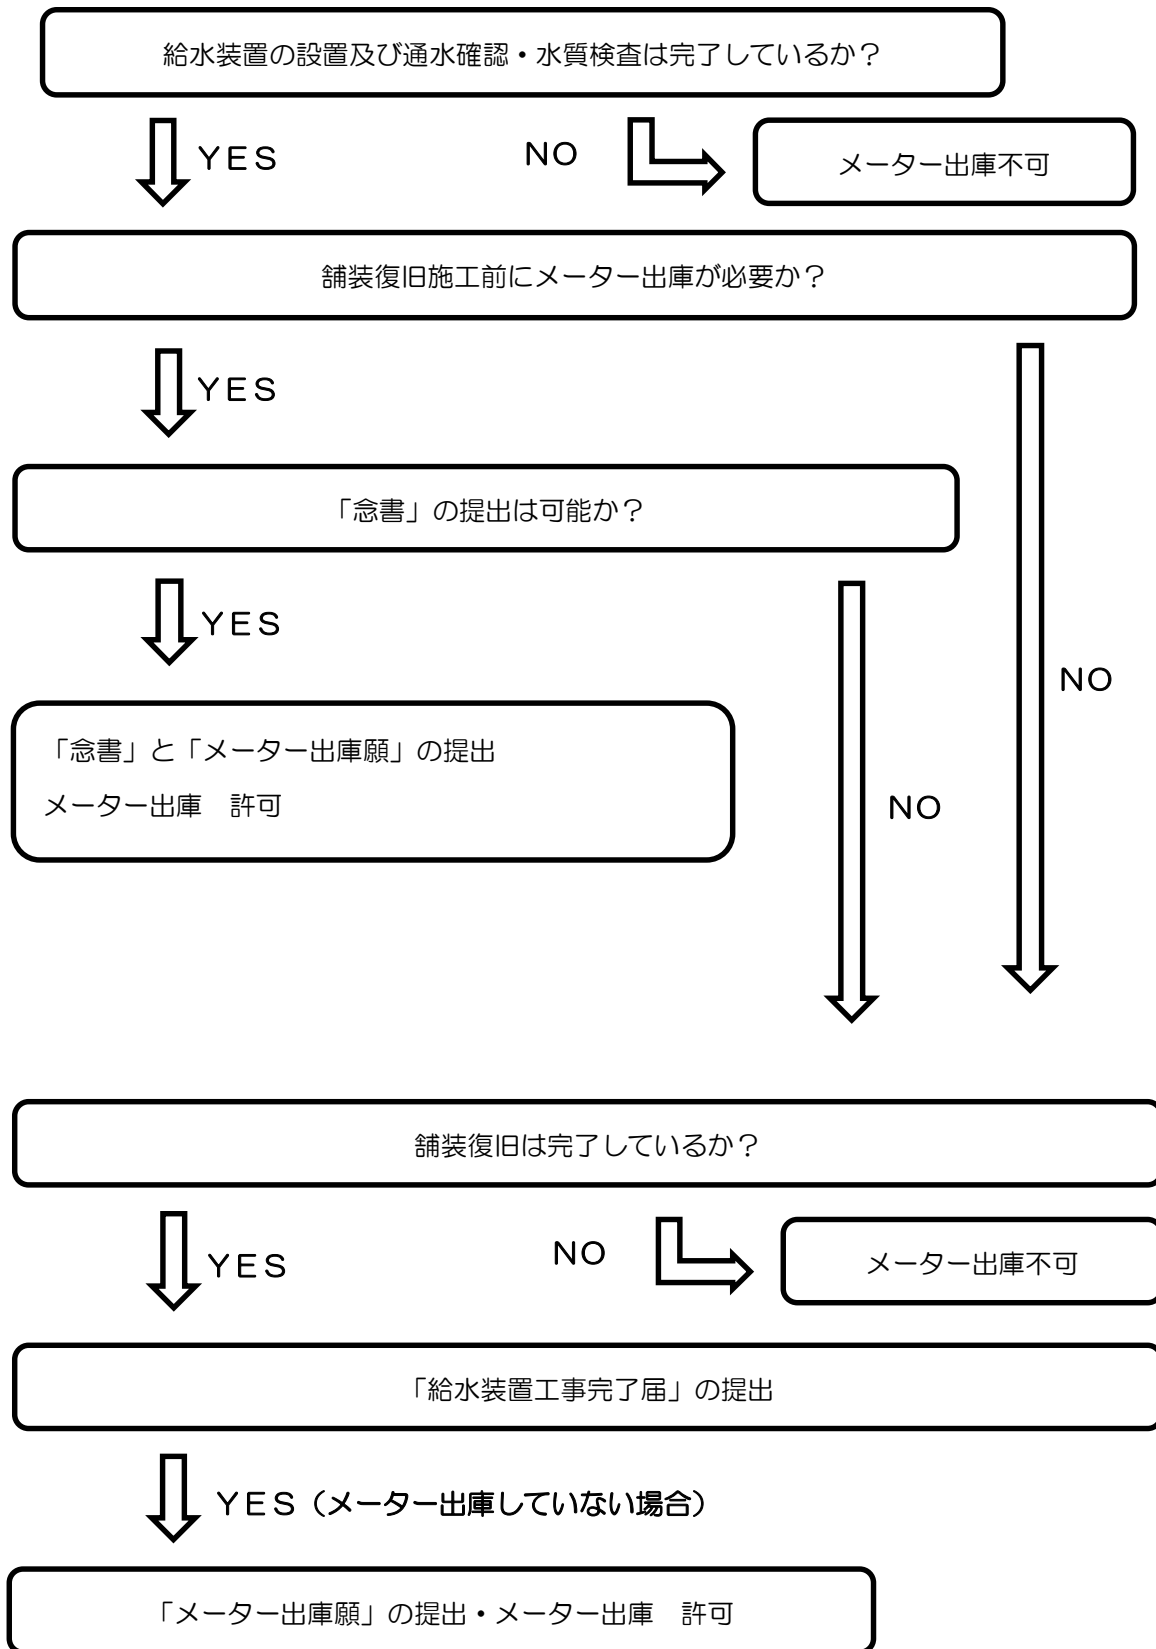 給水装置の設置及び通水確認・水質検査は完了しているか？
ＹＥＳ
ＮＯ
メーター出庫不可
舗装復旧施工前にメーター出庫が必要か？
ＹＥＳ
「念書」の提出は可能か？
ＹＥＳ
ＮＯ
「念書」と「メーター出庫願」の提出
メーター出庫　許可
ＮＯ
舗装復旧は完了しているか？
ＹＥＳ
ＮＯ
メーター出庫不可
「給水装置工事完了届」の提出
ＹＥＳ（メーター出庫していない場合）
「メーター出庫願」の提出・メーター出庫　許可